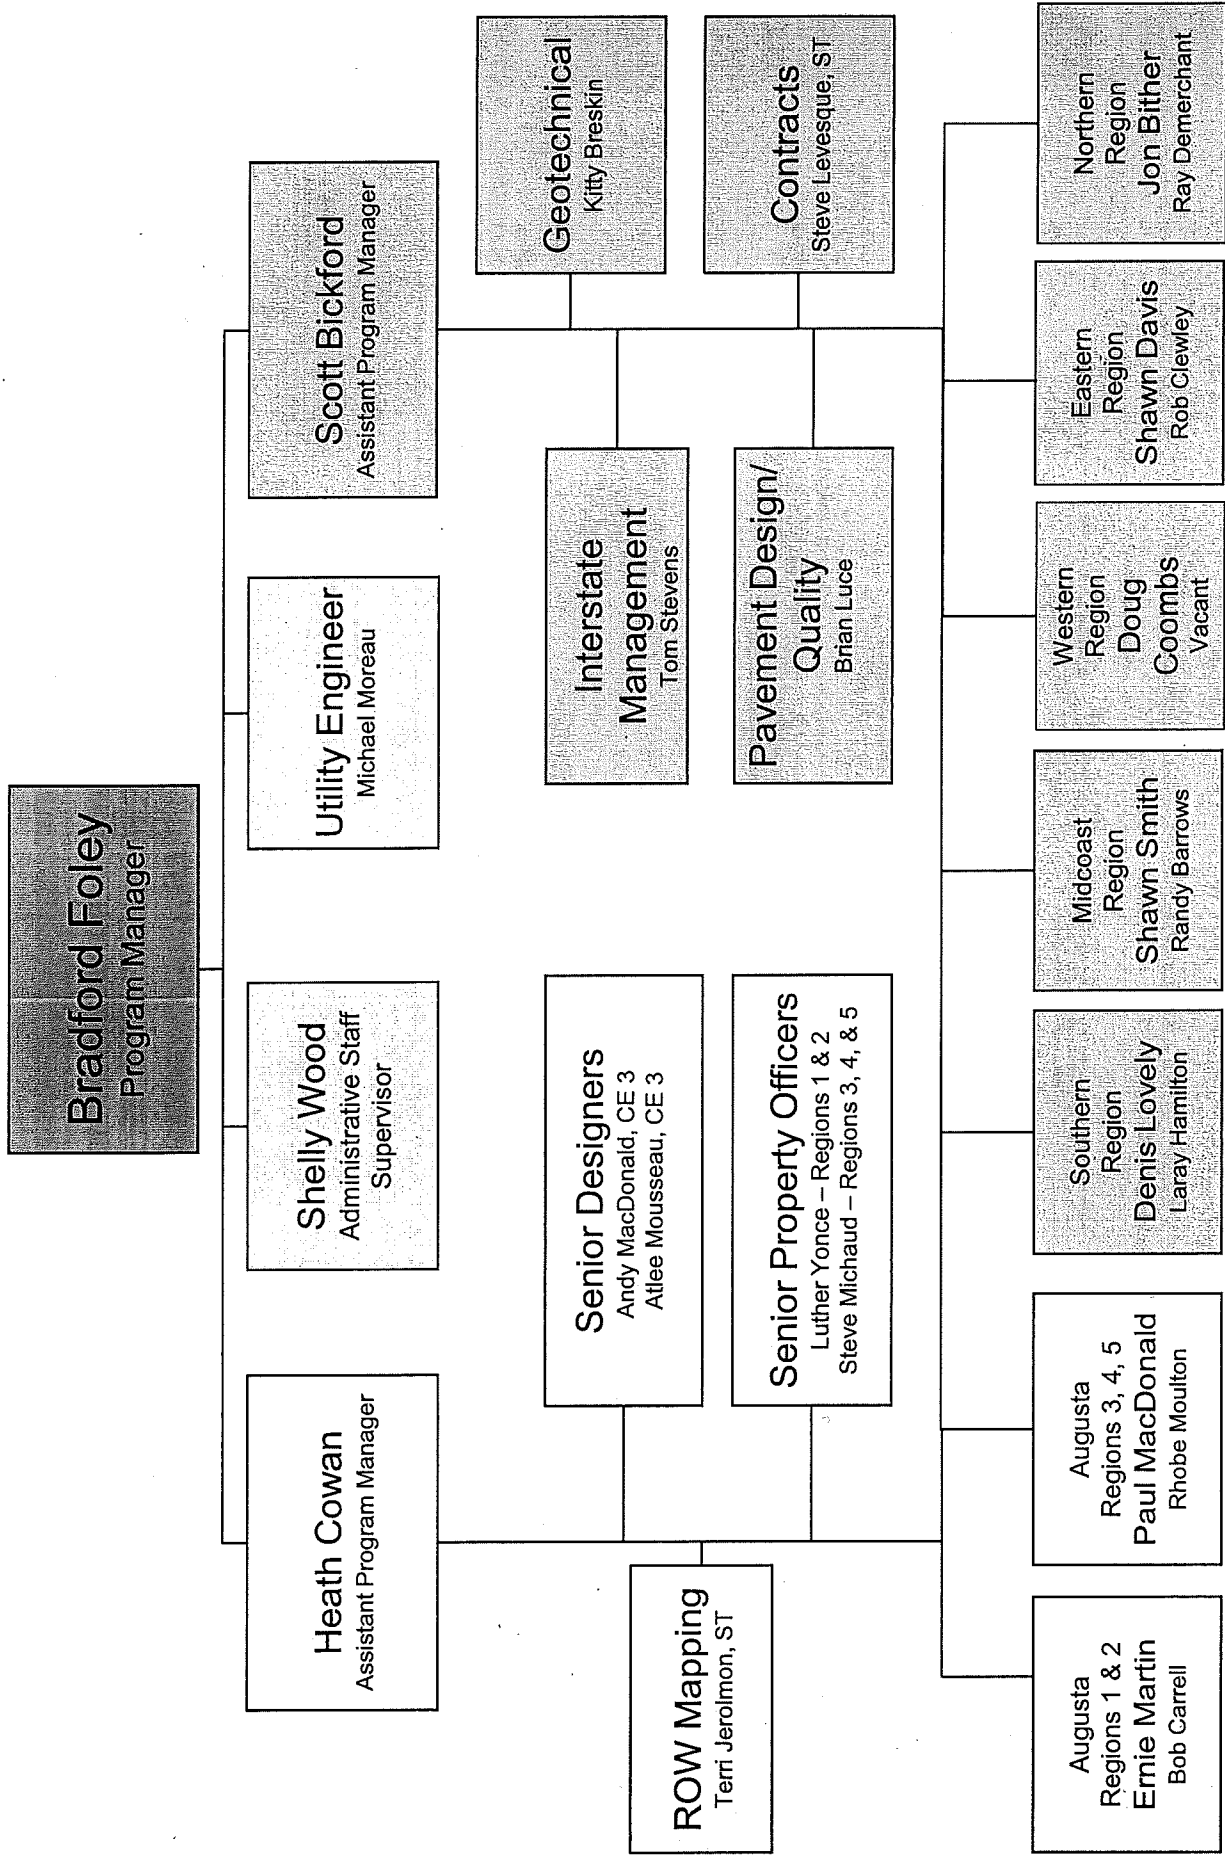 Bradford Foley
Program Manager
Heath Cowan
Assistant Program Manager
Shelly Wood
Administrative Staff
Supervisor
Utility Engineer
Michael Moreau
Scott Bickford
Assistant Program Manager
ROW Mapping
Terri Jerolmon, ST
Senior Designers
Andy MacDonald, CE 3
Atlee Mousseau, CE 3
Senior Property Officers
Luther Yonce – Regions 1 & 2
Steve Michaud – Regions 3, 4, & 5
Interstate
Management
Tom Stevens
Pavement Design/
Quality
Brian Luce
Geotechnical
Kitty Breskin
Contracts
Steve Levesque, ST
Augusta
Regions 1 & 2
Ernie Martin
Bob Carrell
Augusta
Regions 3, 4, 5
Paul MacDonald
Rhobe Moulton
Southern
Region
Denis Lovely
Laray Hamilton
Midcoast
Region
Shawn Smith
Randy Barrows
Western
Region
Doug
Coombs
Vacant
Eastern
Region
Shawn Davis
Rob Clewley
Northern
Region
Jon Bither
Ray Demerchant